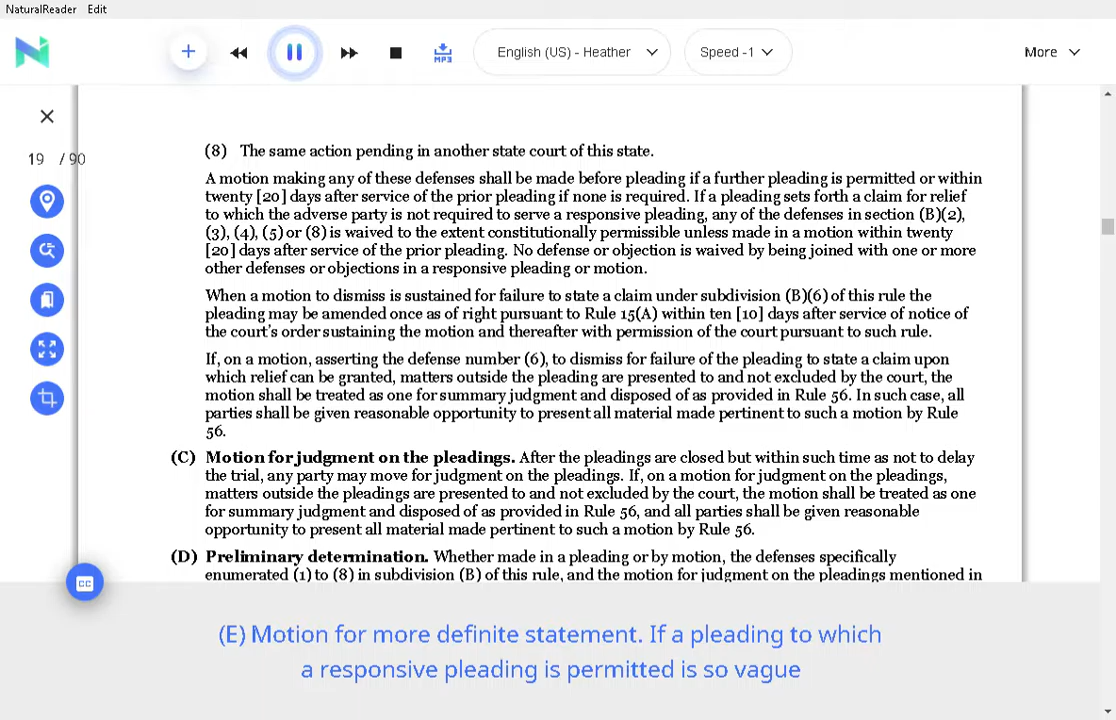 NaturalReader Edit
+ MP3 English (US) - Heather Speed -1 More
19 / 90
(8) The same action pending in another state court of this state.
A motion making any of these defenses shall be made before pleading if a further pleading is permitted or within
twenty [20] days after service of the prior pleading if none is required. If a pleading sets forth a claim for relief
to which the adverse party is not required to serve a responsive pleading, any of the defenses in section (B)(2),
(3), (4), (5) or (8) is waived to the extent constitutionally permissible unless made in a motion within twenty
[20] days after service of the prior pleading. No defense or objection is waived by being joined with one or more
other defenses or objections in a responsive pleading or motion.
When a motion to dismiss is sustained for failure to state a claim under subdivision (B)(6) of this rule the
pleading may be amended once as of right pursuant to Rule 15(A) within ten [10] days after service of notice of
the court's order sustaining the motion and thereafter with permission of the court pursuant to such rule.
If, on a motion, asserting the defense number (6), to dismiss for failure of the pleading to state a claim upon
which relief can be granted, matters outside the pleading are presented to and not excluded by the court, the
motion shall be treated as one for summary judgment and disposed of as provided in Rule 56. In such case, all
parties shall be given reasonable opportunity to present all material made pertinent to such a motion by Rule
56.
(C) Motion for judgment on the pleadings. After the pleadings are closed but within such time as not to delay
the trial, any party may move for judgment on the pleadings. If, on a motion for judgment on the pleadings,
matters outside the pleadings are presented to and not excluded by the court, the motion shall be treated as one
for summary judgment and disposed of as provided in Rule 56, and all parties shall be given reasonable
opportunity to present all material made pertinent to such a motion by Rule 56.
(D) Preliminary determination. Whether made in a pleading or by motion, the defenses specifically
enumerated (1) to (8) in subdivision (B) of this rule, and the motion for judgment on the pleadings mentioned in
CC
(E) Motion for more definite statement. If a pleading to which
a responsive pleading is permitted is so vague